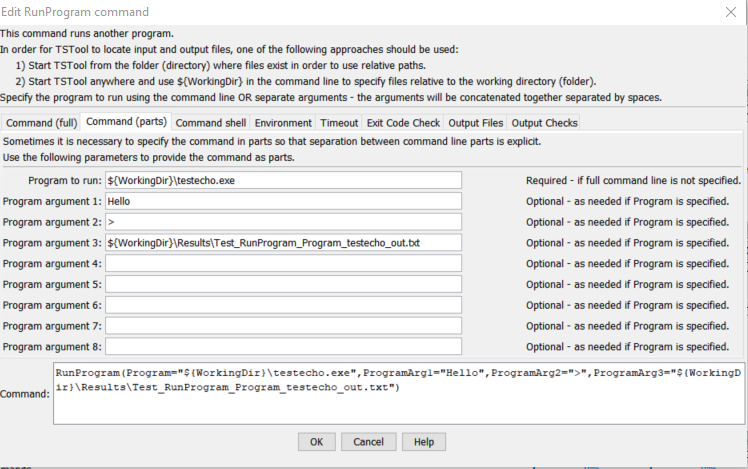 Edit RunProgram command
This command runs another program.
In order for TSTool to locate input and output files, one of the following approaches should be used:
1) Start TSTool from the folder (directory) where files exist in order to use relative paths.
2) Start TSTool anywhere and use ${WorkingDir} in the command line to specify files relative to the working directory (folder).
Specify the program to run using the command line OR separate arguments - the arguments will be concatenated together separated by spaces.
Command (full) Command (parts) Command shell Environment Timeout Exit Code Check Output Files Output Checks
Sometimes it is necessary to specify the command in parts so that separation between command line parts is explicit.
Use the following parameters to provide the command as parts.
Program to run: ${WorkingDir}\testecho.exe Required - if full command line is not specified.
Program argument 1: Hello Optional - as needed if Program is specified.
Program argument 2: > Optional - as needed if Program is specified.
Program argument 3: ${WorkingDir}\Results\Test_RunProgram_Program_testecho_out.txt Optional - as needed if Program is specified.
Program argument 4: Optional - as needed if Program is specified.
Program argument 5: Optional - as needed if Program is specified.
Program argument 6: Optional - as needed if Program is specified.
Program argument 7: Optional - as needed if Program is specified.
Program argument 8: Optional - as needed if Program is specified.
Command:
RunProgram(Program="${WorkingDir}\testecho.exe",ProgramArg1="Hello",ProgramArg2=">",ProgramArg3="${WorkingD
ir}\Results\Test_RunProgram_Program_testecho_out.txt")
OK Cancel Help